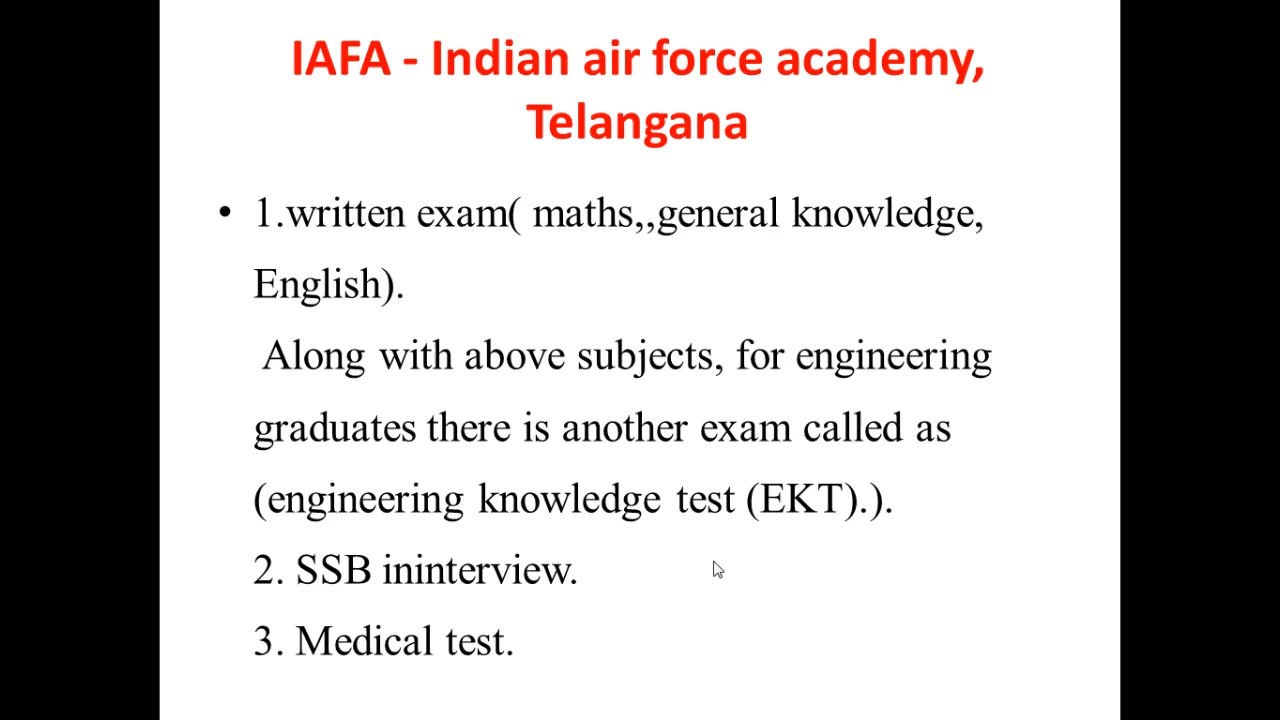 IAFA - Indian air force academy,
Telangana
• 1.written exam( maths,,general knowledge,
English).
Along with above subjects, for engineering
graduates there is another exam called as
(engineering knowledge test (EKT).).
2. SSB ininterview.
3. Medical test.